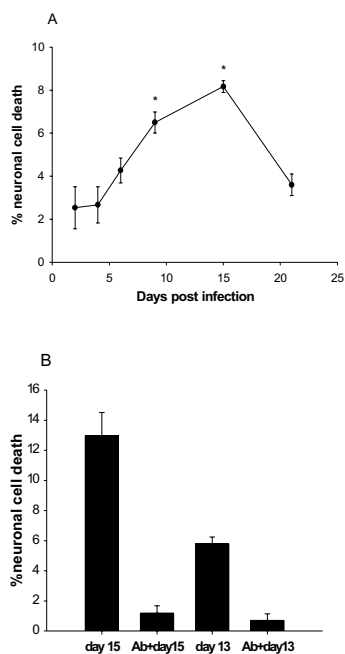 A
% neuronal cell death
10
8
6
4
2
0
*
*
0 5 10 15 20 25
Days post infection
B
%neuronal cell death
16
14
12
10
8
6
4
2
0
day 15 Ab+day15 day 13 Ab+day13